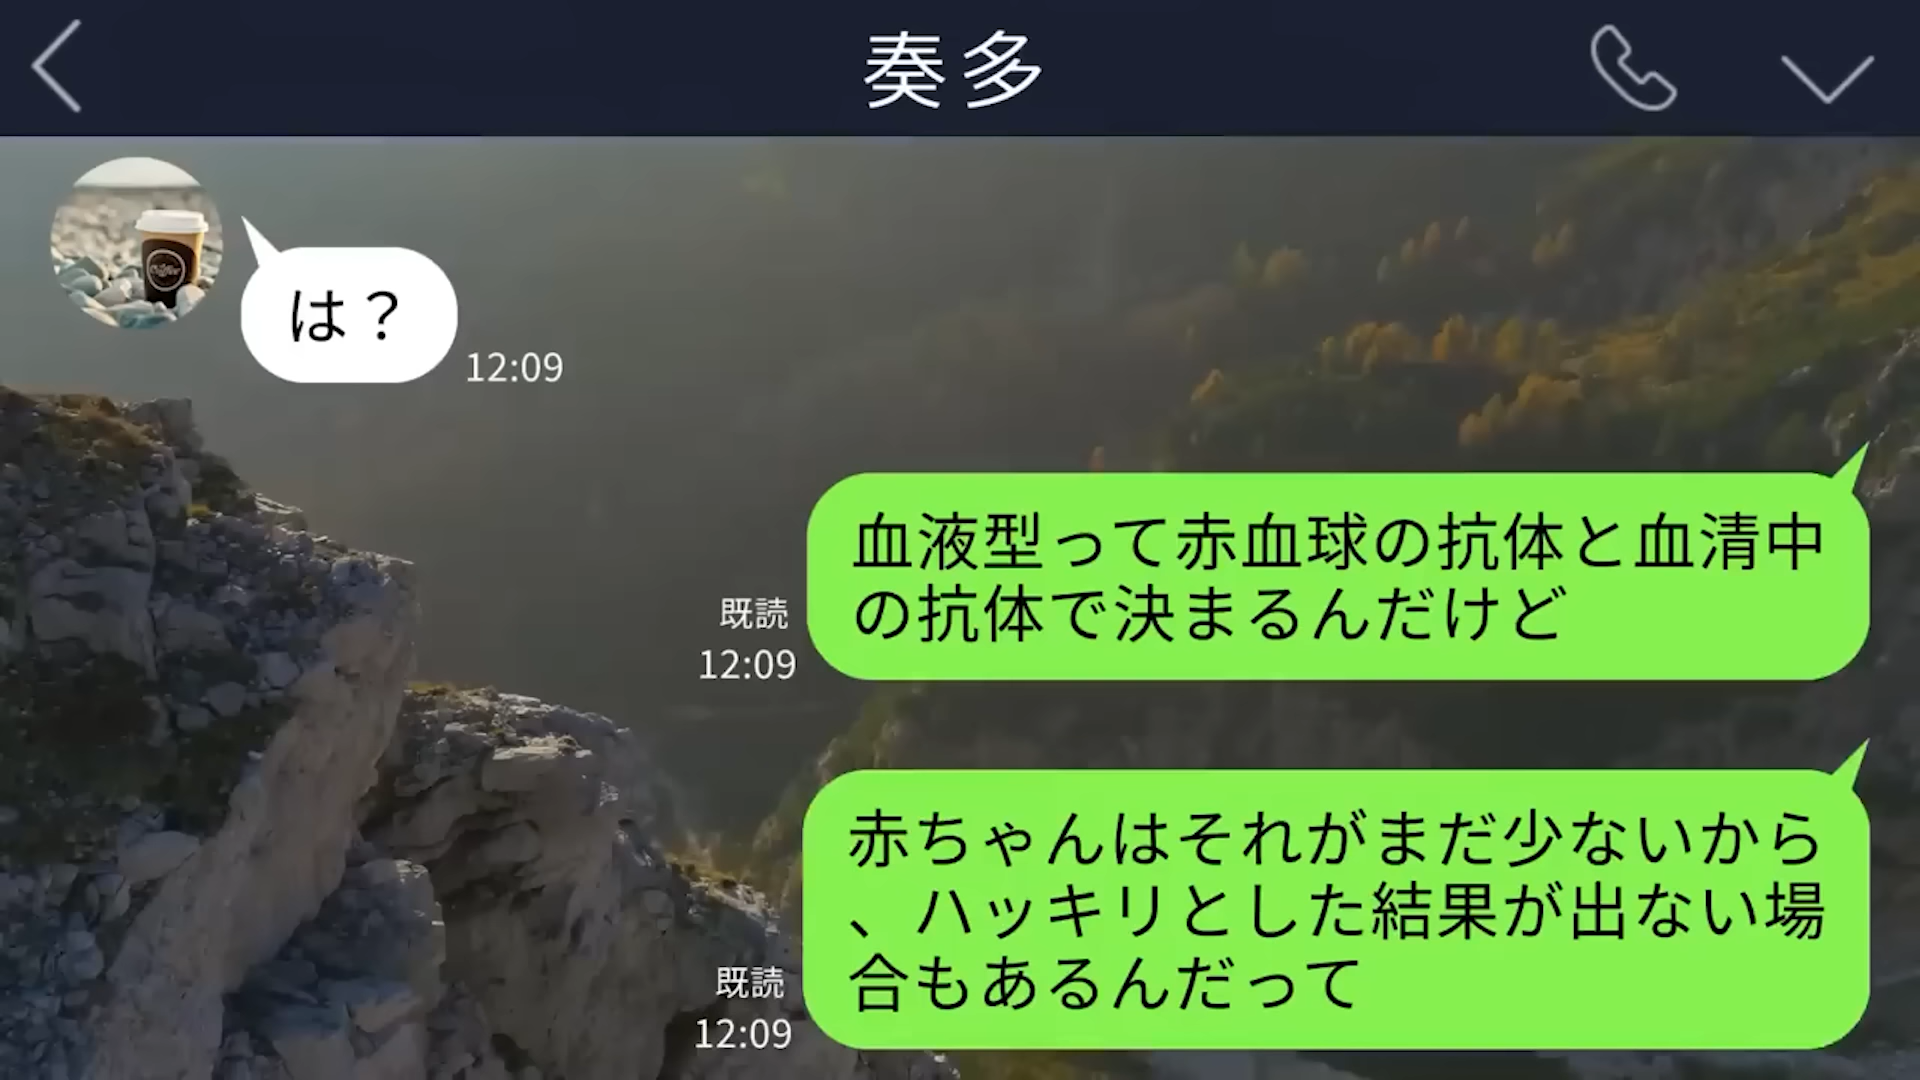 奏多
は？
12:09
血液型って赤血球の抗体と血清中
の抗体で決まるんだけど
既読
12:09
赤ちゃんはそれがまだ少ないから
、ハッキリとした結果が出ない場
合もあるんだって
既読
12:09